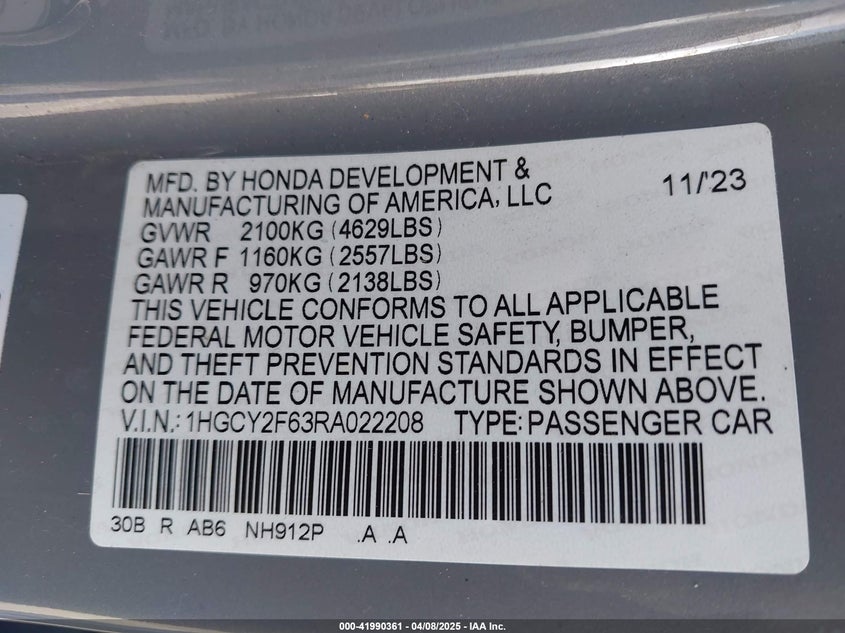 MFD. BY HONDA DEVELOPMENT &
MANUFACTURING OF AMERICA, LLC 11/'23
GVWR 2100KG (4629LBS)
GAWR F 1160KG (2557LBS)
GAWR R 970KG (2138LBS)
THIS VEHICLE CONFORMS TO ALL APPLICABLE
FEDERAL MOTOR VEHICLE SAFETY, BUMPER,
AND THEFT PREVENTION STANDARDS IN EFFECT
ON THE DATE OF MANUFACTURE SHOWN ABOVE.
V.I.N.: 1HGCY2F63RA022208 TYPE: PASSENGER CAR
30B R AB6 NH912P .A .A
000-41990361 - 04/08/2025 - IAA Inc.